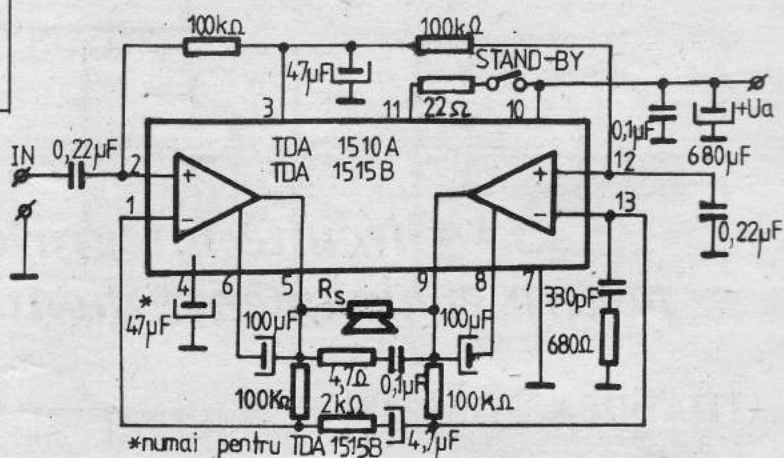 100kΩ
100kΩ
47µF
STAND-BY
3
11
22Ω
10
+Ua
0,1µF
680µF
IN
0,22µF
TDA 1510A
TDA 1515B
2
+
+
12
1
-
-
13
0,22µF
4
6
5
9
8
7
*
47µF
Rs
330pF
680Ω
100µF
100µF
4,7Ω
0,1µF
100KΩ
2kΩ
100kΩ
4,7µF
*numai pentru TDA 1515B